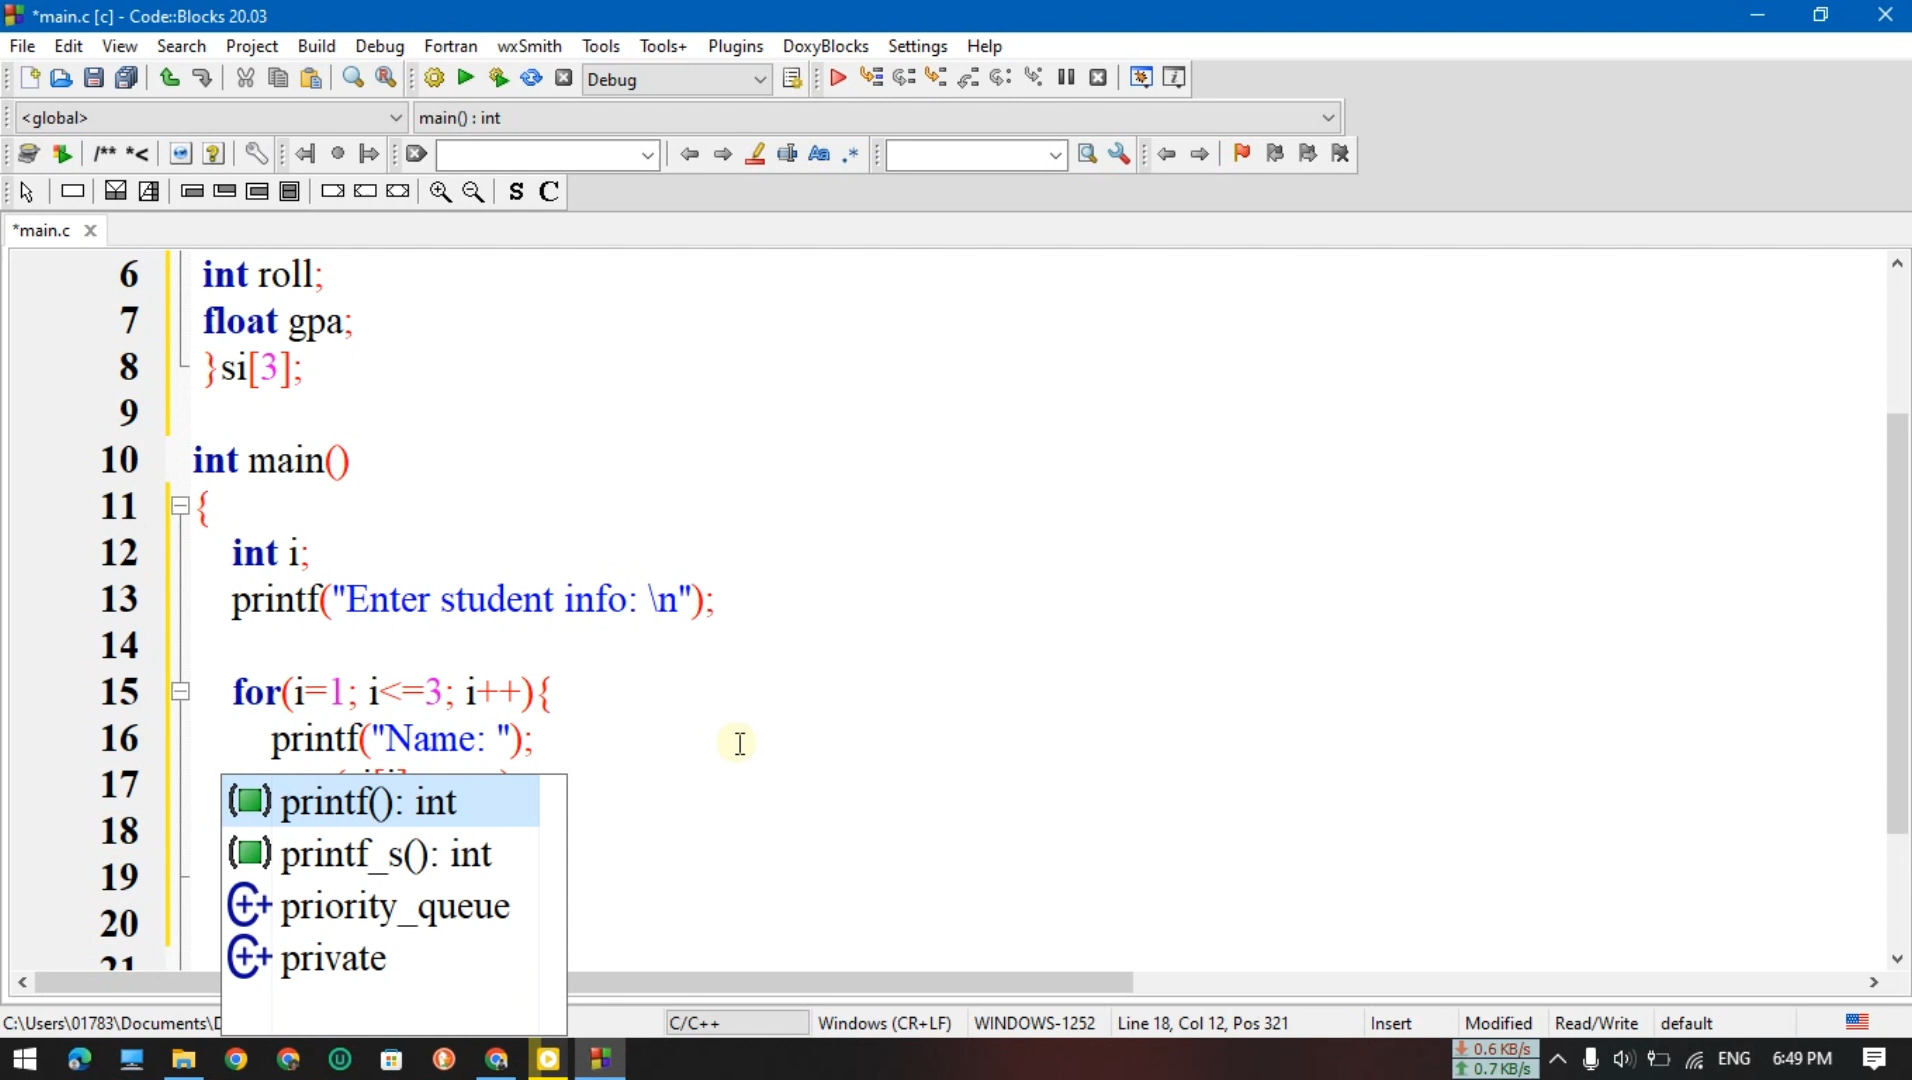 *main.c [c] - Code::Blocks 20.03
File Edit View Search Project Build Debug Fortran wxSmith Tools Tools+ Plugins DoxyBlocks Settings Help
Debug
<global> main() : int
/** *< Aa .*
S C
*main.c
6 int roll;
7 float gpa;
8 }si[3];
9
10 int main()
11 {
12 int i;
13 printf("Enter student info: \n");
14
15 for(i=1; i<=3; i++){
16 printf("Name: ");
17
18
19
20
21
printf(): int
printf_s(): int
priority_queue
private
C:\Users\01783\Documents\D C/C++ Windows (CR+LF) WINDOWS-1252 Line 18, Col 12, Pos 321 Insert Modified Read/Write default
0.6 KB/s
0.7 KB/s
ENG 6:49 PM